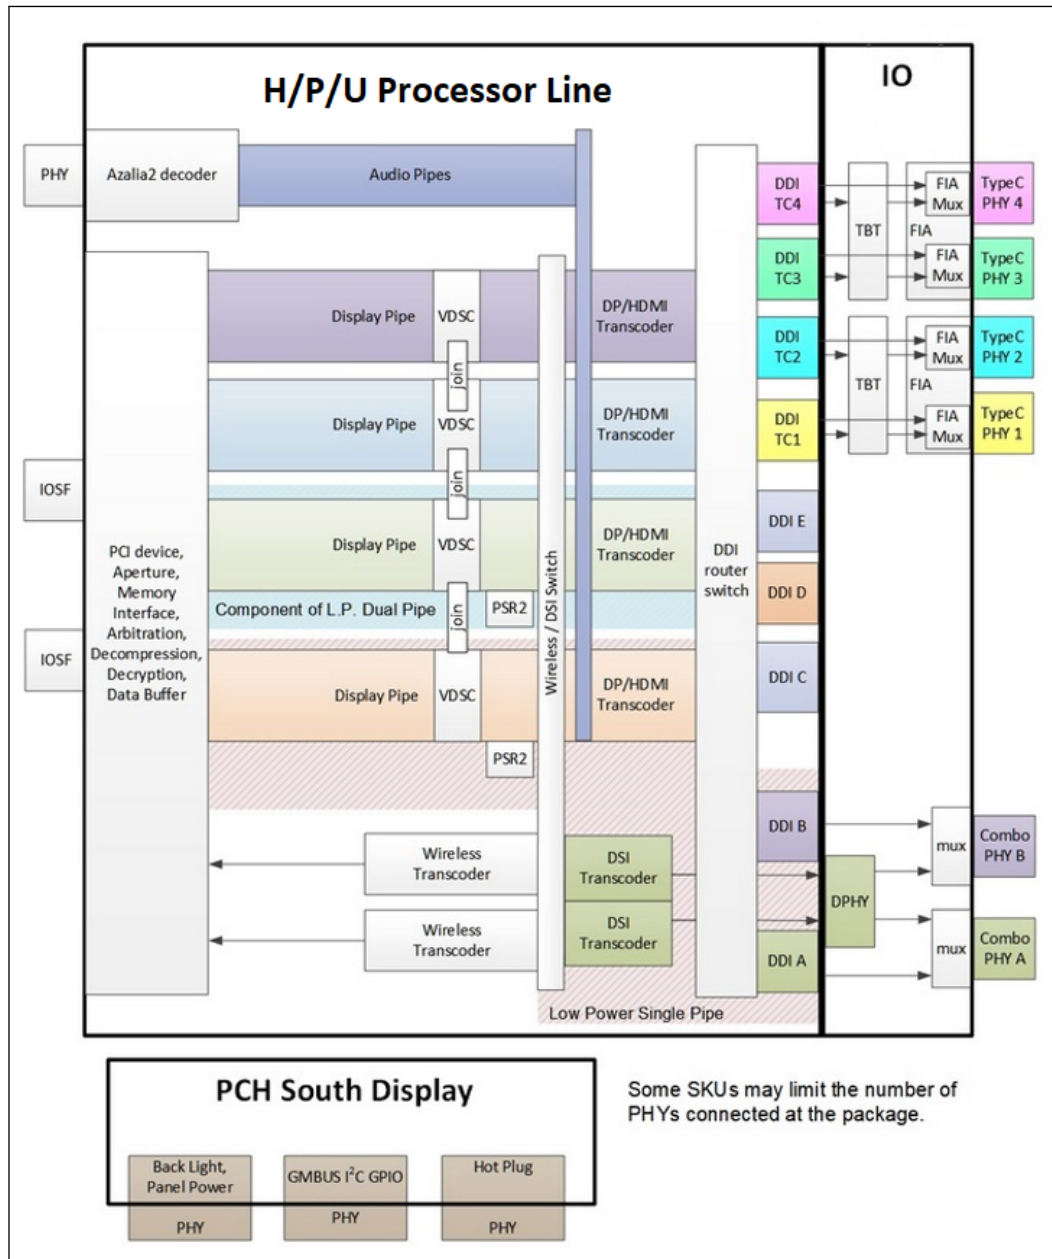 H/P/U Processor Line
IO
PHY
Azalia2 decoder
Audio Pipes
DDI
TC4
FIA
Mux
TypeC
PHY 4
TBT
FIA
DDI
TC3
FIA
Mux
TypeC
PHY 3
Display Pipe
VDSC
DP/HDMI
Transcoder
join
DDI
TC2
FIA
Mux
TypeC
PHY 2
TBT
FIA
Display Pipe
VDSC
DP/HDMI
Transcoder
DDI
TC1
FIA
Mux
TypeC
PHY 1
join
IOSF
PCI device,
Aperture,
Memory
Interface,
Arbitration,
Decompression,
Decryption,
Data Buffer
Display Pipe
VDSC
DP/HDMI
Transcoder
DDI E
DDI
router
switch
DDI D
Component of L.P. Dual Pipe
join
PSR2
Wireless / DSI Switch
IOSF
Display Pipe
VDSC
DP/HDMI
Transcoder
DDI C
PSR2
DDI B
mux
Combo
PHY B
Wireless
Transcoder
DSI
Transcoder
DPHY
Wireless
Transcoder
DSI
Transcoder
DDI A
mux
Combo
PHY A
Low Power Single Pipe
PCH South Display
Some SKUs may limit the number of
PHYs connected at the package.
Back Light,
Panel Power
PHY
GMBUS I²C GPIO
PHY
Hot Plug
PHY